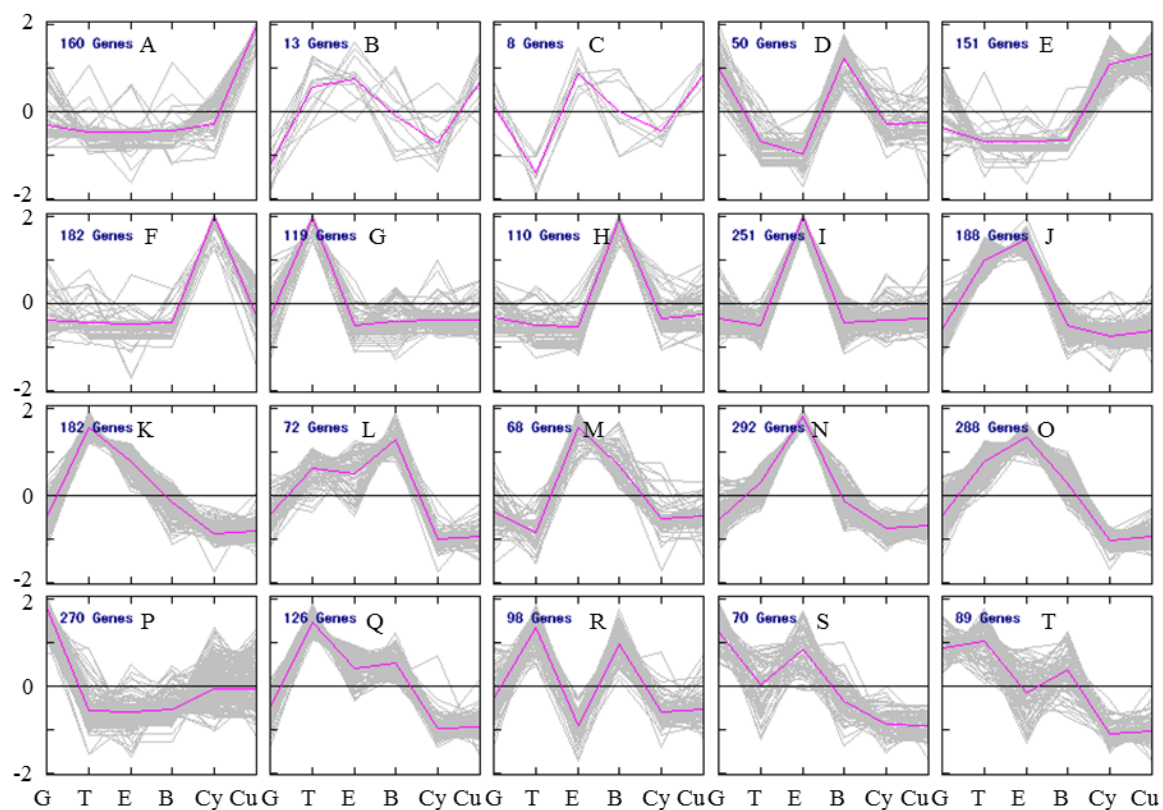 2 160 Genes A 13 Genes B 8 Genes C 50 Genes D 151 Genes E
0
-2
2 182 Genes F 119 Genes G 110 Genes H 251 Genes I 188 Genes J
0
-2
2 182 Genes K 72 Genes L 68 Genes M 292 Genes N 288 Genes O
0
-2
2 270 Genes P 126 Genes Q 98 Genes R 70 Genes S 89 Genes T
0
-2
G T E B Cy Cu G T E B Cy Cu G T E B Cy Cu G T E B Cy Cu G T E B Cy Cu